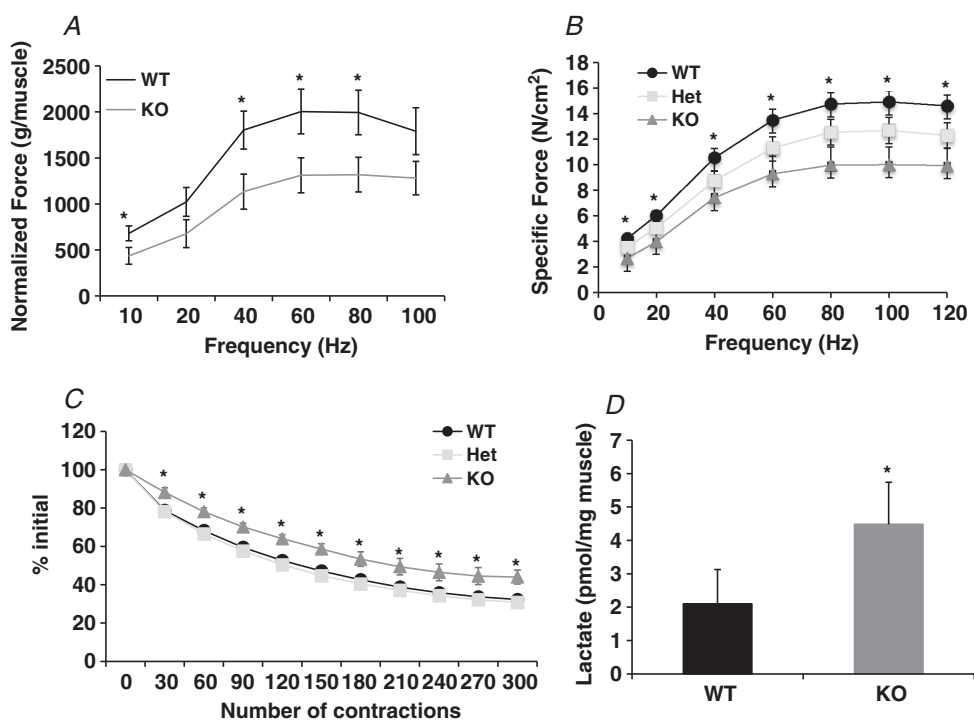 A
Normalized Force (g/muscle)
2500
2000
1500
1000
500
0
WT
KO
*
*
*
*
10 20 40 60 80 100
Frequency (Hz)
B
Specific Force (N/cm²)
18
16
14
12
10
8
6
4
2
0
WT
Het
KO
*
*
*
*
*
*
*
0 20 40 60 80 100 120
Frequency (Hz)
C
% initial
120
100
80
60
40
20
0
WT
Het
KO
*
*
*
*
*
*
*
*
*
*
0 30 60 90 120 150 180 210 240 270 300
Number of contractions
D
Lactate (pmol/mg muscle)
7
6
5
4
3
2
1
0
*
WT KO